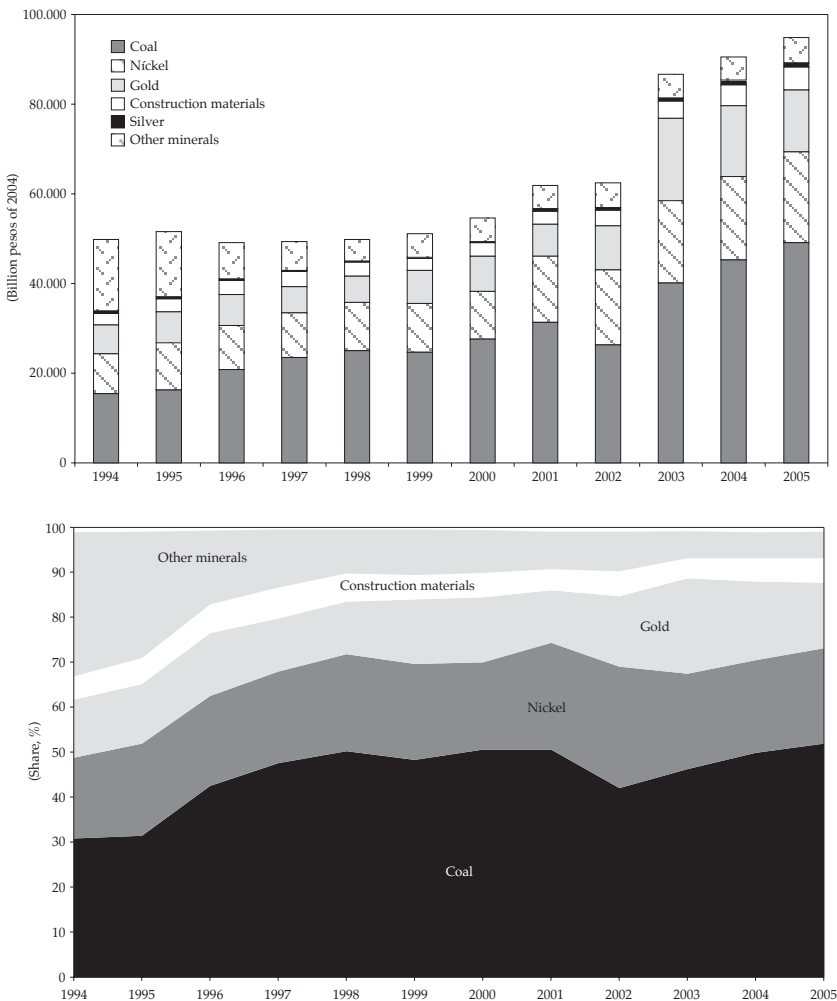 100.000
80.000
60.000
40.000
20.000
0
(Billion pesos of 2004)
Coal
Níckel
Gold
Construction materials
Silver
Other minerals
1994 1995 1996 1997 1998 1999 2000 2001 2002 2003 2004 2005
100
90
80
70
60
50
40
30
20
10
0
(Share, %)
Other minerals
Construction materials
Gold
Nickel
Coal
1994 1995 1996 1997 1998 1999 2000 2001 2002 2003 2004 2005